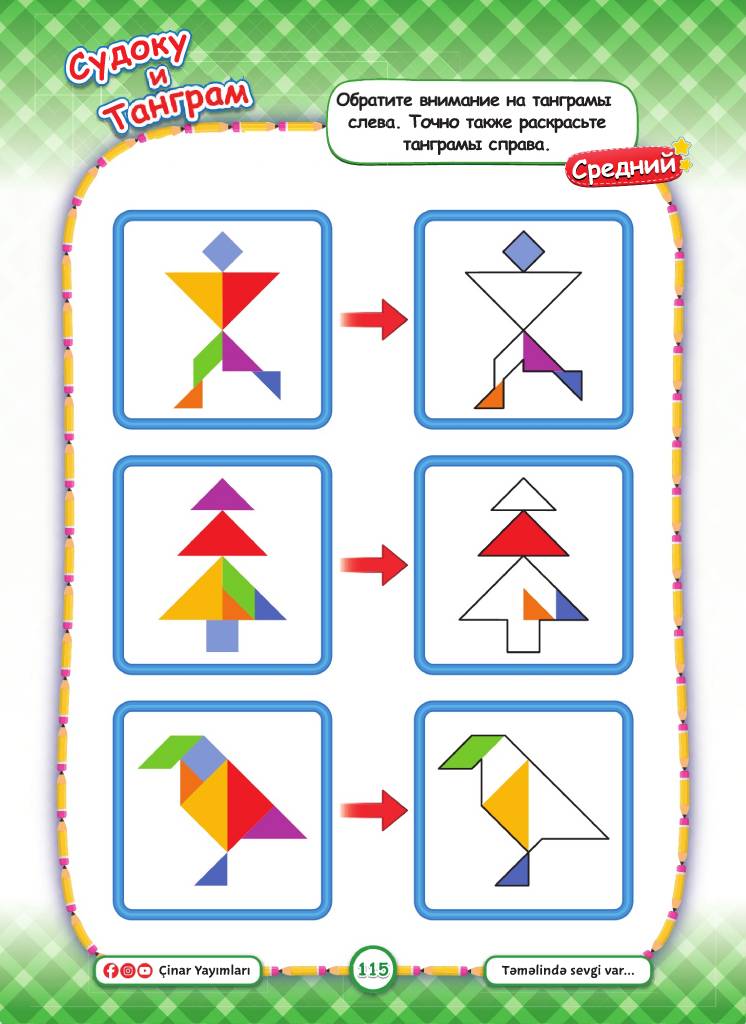 Судоку
и
Танграм
Обратите внимание на танграмы
слева. Точно также раскрасьте
танграмы справа.
Средний
Çinar Yayımları
115
Təməlində sevgi var...